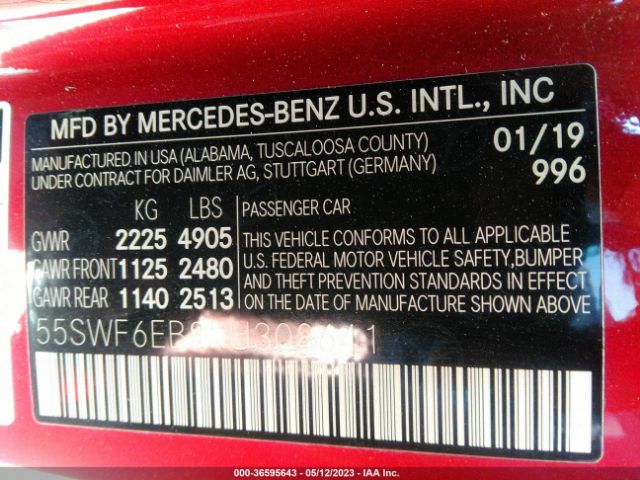 MFD BY MERCEDES-BENZ U.S. INTL., INC
MANUFACTURED IN USA (ALABAMA, TUSCALOOSA COUNTY)
UNDER CONTRACT FOR DAIMLER AG, STUTTGART (GERMANY)
01/19
996
KG LBS
GVWR 2225 4905
GAWR FRONT 1125 2480
GAWR REAR 1140 2513
PASSENGER CAR
THIS VEHICLE CONFORMS TO ALL APPLICABLE
U.S. FEDERAL MOTOR VEHICLE SAFETY, BUMPER
AND THEFT PREVENTION STANDARDS IN EFFECT
ON THE DATE OF MANUFACTURE SHOWN ABOVE
000-36595643 - 05/12/2023 - IAA Inc.